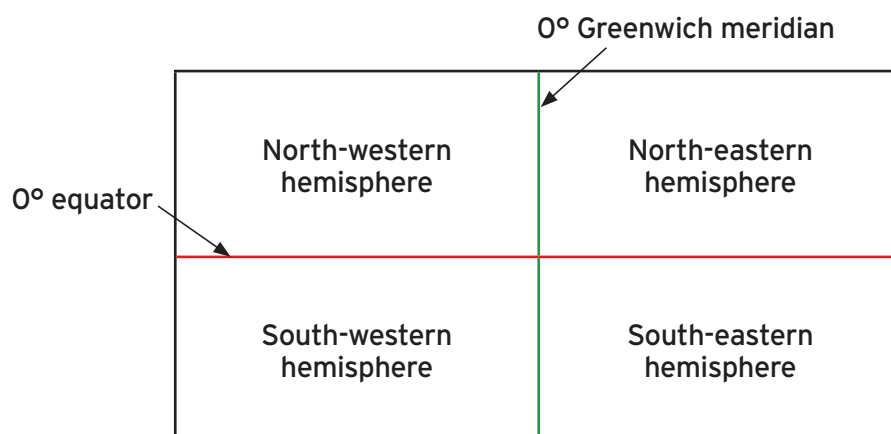 0° Greenwich meridian
North-western
hemisphere
North-eastern
hemisphere
0° equator
South-western
hemisphere
South-eastern
hemisphere